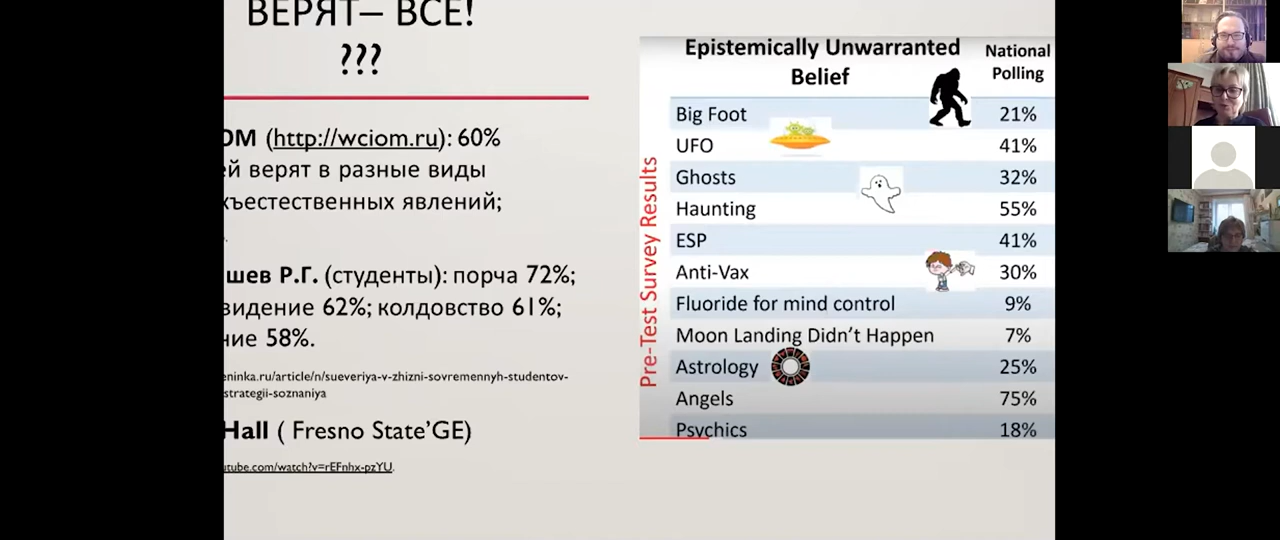 ВЕРЯТ– ВСЕ!
???
ОМ (http://wciom.ru): 60%
ей верят в разные виды
хъестественных явлений;
шев Р.Г. (студенты): порча 72%;
видение 62%; колдовство 61%;
ние 58%.
eninka.ru/article/n/sueveriya-v-zhizni-sovremennyh-studentov-
strategii-soznaniya
Hall ( Fresno State'GE)
utube.com/watch?v=rEFnhx-pzYU.
Pre-Test Survey Results
Epistemically Unwarranted Belief National Polling
Big Foot 21%
UFO 41%
Ghosts 32%
Haunting 55%
ESP 41%
Anti-Vax 30%
Fluoride for mind control 9%
Moon Landing Didn't Happen 7%
Astrology 25%
Angels 75%
Psychics 18%